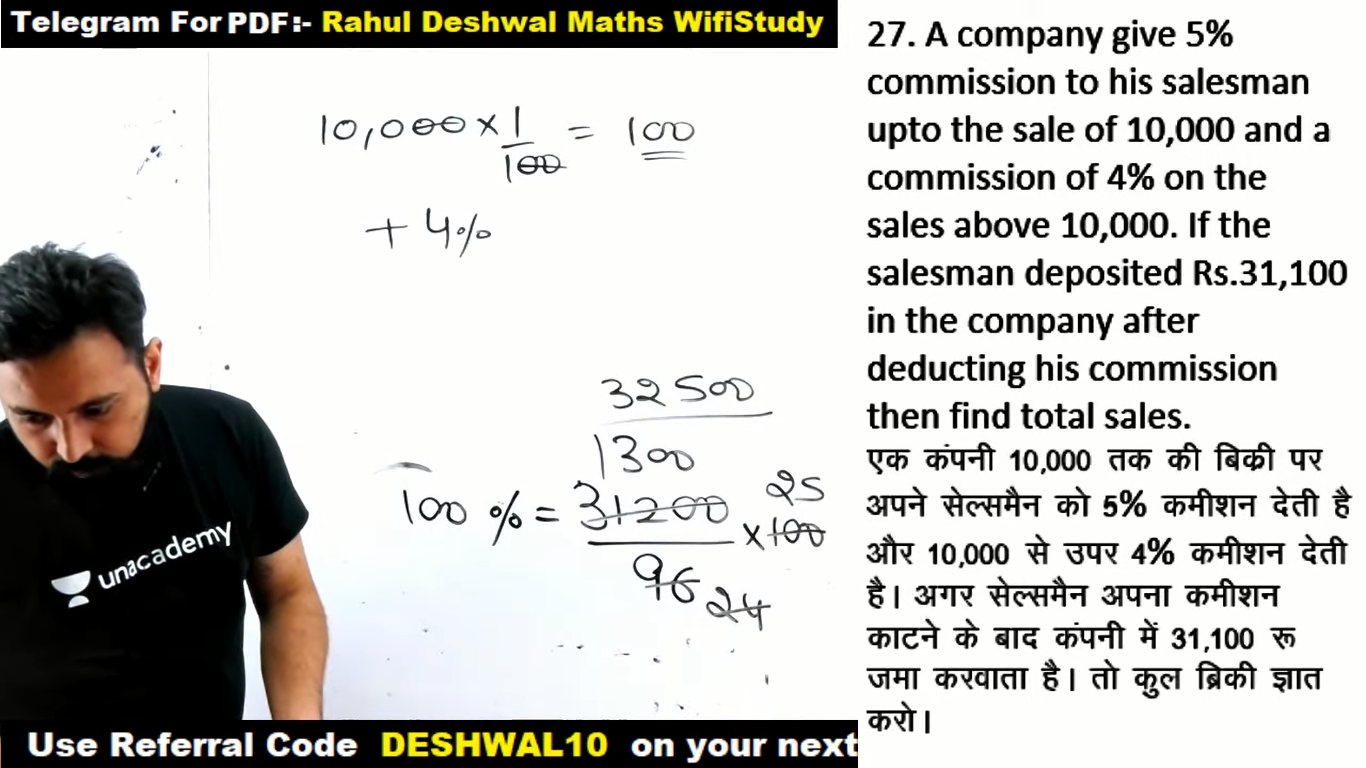 Telegram For PDF:- Rahul Deshwal Maths WifiStudy
10,000 × 1/100 = 100
+ 4%
32500
1300
25
100 % = 31200 × 100
96 24
unacademy
27. A company give 5%
commission to his salesman
upto the sale of 10,000 and a
commission of 4% on the
sales above 10,000. If the
salesman deposited Rs.31,100
in the company after
deducting his commission
then find total sales.
एक कंपनी 10,000 तक की बिक्री पर
अपने सेल्समैन को 5% कमीशन देती है
और 10,000 से उपर 4% कमीशन देती
है। अगर सेल्समैन अपना कमीशन
काटने के बाद कंपनी में 31,100 रू
जमा करवाता है। तो कुल ब्रिकी ज्ञात
करो।
Use Referral Code DESHWAL10 on your next